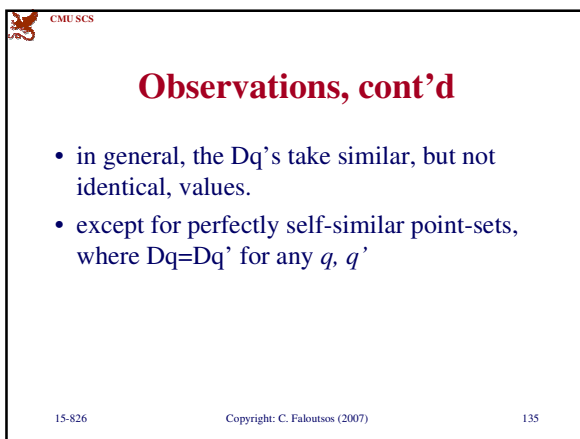 CMU SCS
Observations, cont’d
• in general, the Dq’s take similar, but not
identical, values.
• except for perfectly self-similar point-sets,
where Dq=Dq’ for any q, q’
15-826 Copyright: C. Faloutsos (2007) 135